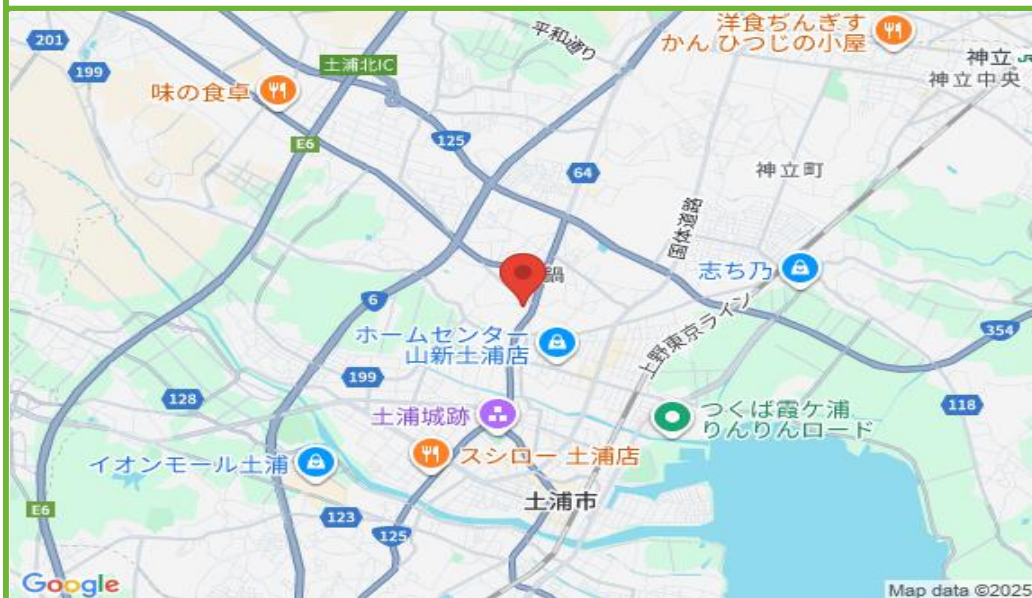 洋食ぢんぎす
かん ひつじの小屋
平和通り
201
土浦北IC
神立
神立中央
199
味の食卓
E6
125
64
神立町
国体道路
志ち乃
鍋
6
ホームセンター
山新土浦店
上野東京ライン
354
199
128
118
土浦城跡
つくば霞ケ浦
りんりんロード
イオンモール土浦
スシロー 土浦店
土浦市
E6
123
125
Google
Map data ©2025